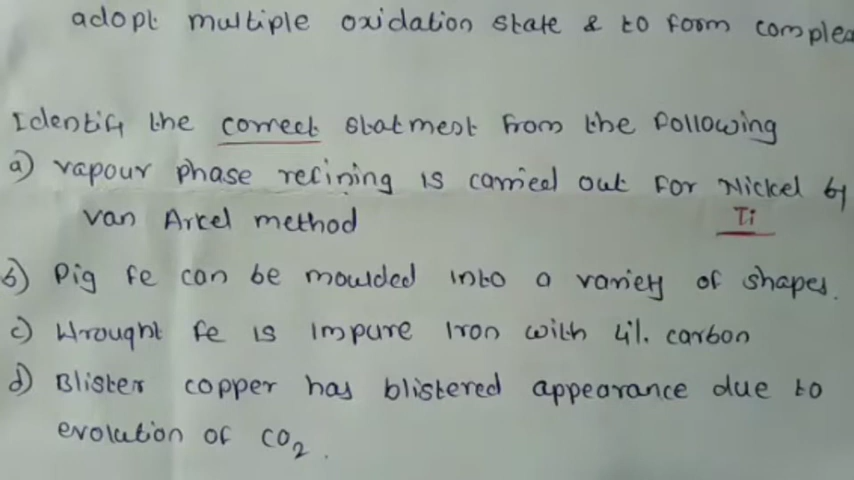 adopt multiple oxidation state & to form complea
Identify the correct statment from the following
a) vapour phase refining is carried out for Nickel by
Ti
van Arkel method
b) Pig Fe can be moulded into a variety of shapes.
c) Wrought Fe is impure iron with 4%. carbon
d) Blister copper has blistered appearance due to
evolution of CO₂.